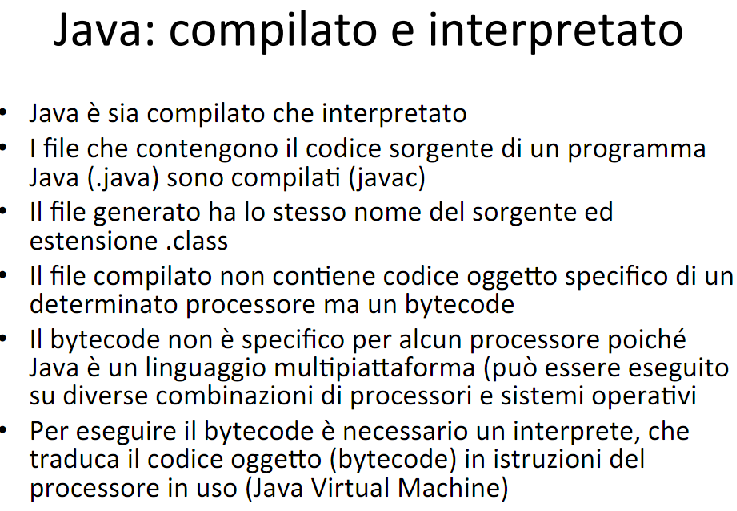 Java: compilato e interpretato
• Java è sia compilato che interpretato
• I file che contengono il codice sorgente di un programma
Java (.java) sono compilati (javac)
• Il file generato ha lo stesso nome del sorgente ed
estensione .class
• Il file compilato non contiene codice oggetto specifico di un
determinato processore ma un bytecode
• Il bytecode non è specifico per alcun processore poiché
Java è un linguaggio multipiattaforma (può essere eseguito
su diverse combinazioni di processori e sistemi operativi
• Per eseguire il bytecode è necessario un interprete, che
traduca il codice oggetto (bytecode) in istruzioni del
processore in uso (Java Virtual Machine)